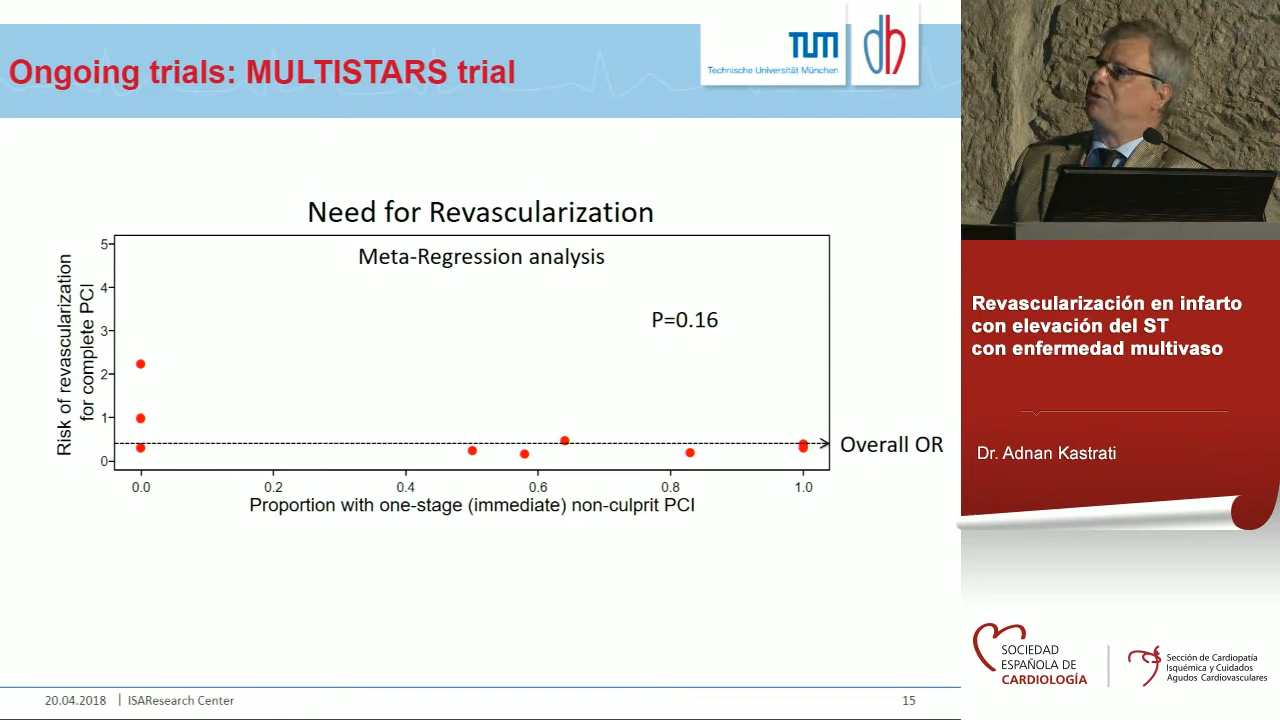 Ongoing trials: MULTISTARS trial
TUM
Technische Universität München
dh
Need for Revascularization
Meta-Regression analysis
P=0.16
Risk of revascularization
for complete PCI
5
4
3
2
1
0
Overall OR
0.0
0.2
0.4
0.6
0.8
1.0
Proportion with one-stage (immediate) non-culprit PCI
20.04.2018
ISAResearch Center
15
Revascularización en infarto
con elevación del ST
con enfermedad multivaso
Dr. Adnan Kastrati
SOCIEDAD
ESPAÑOLA DE
CARDIOLOGÍA
Sección de Cardiopatía
Isquémica y Cuidados
Agudos Cardiovasculares